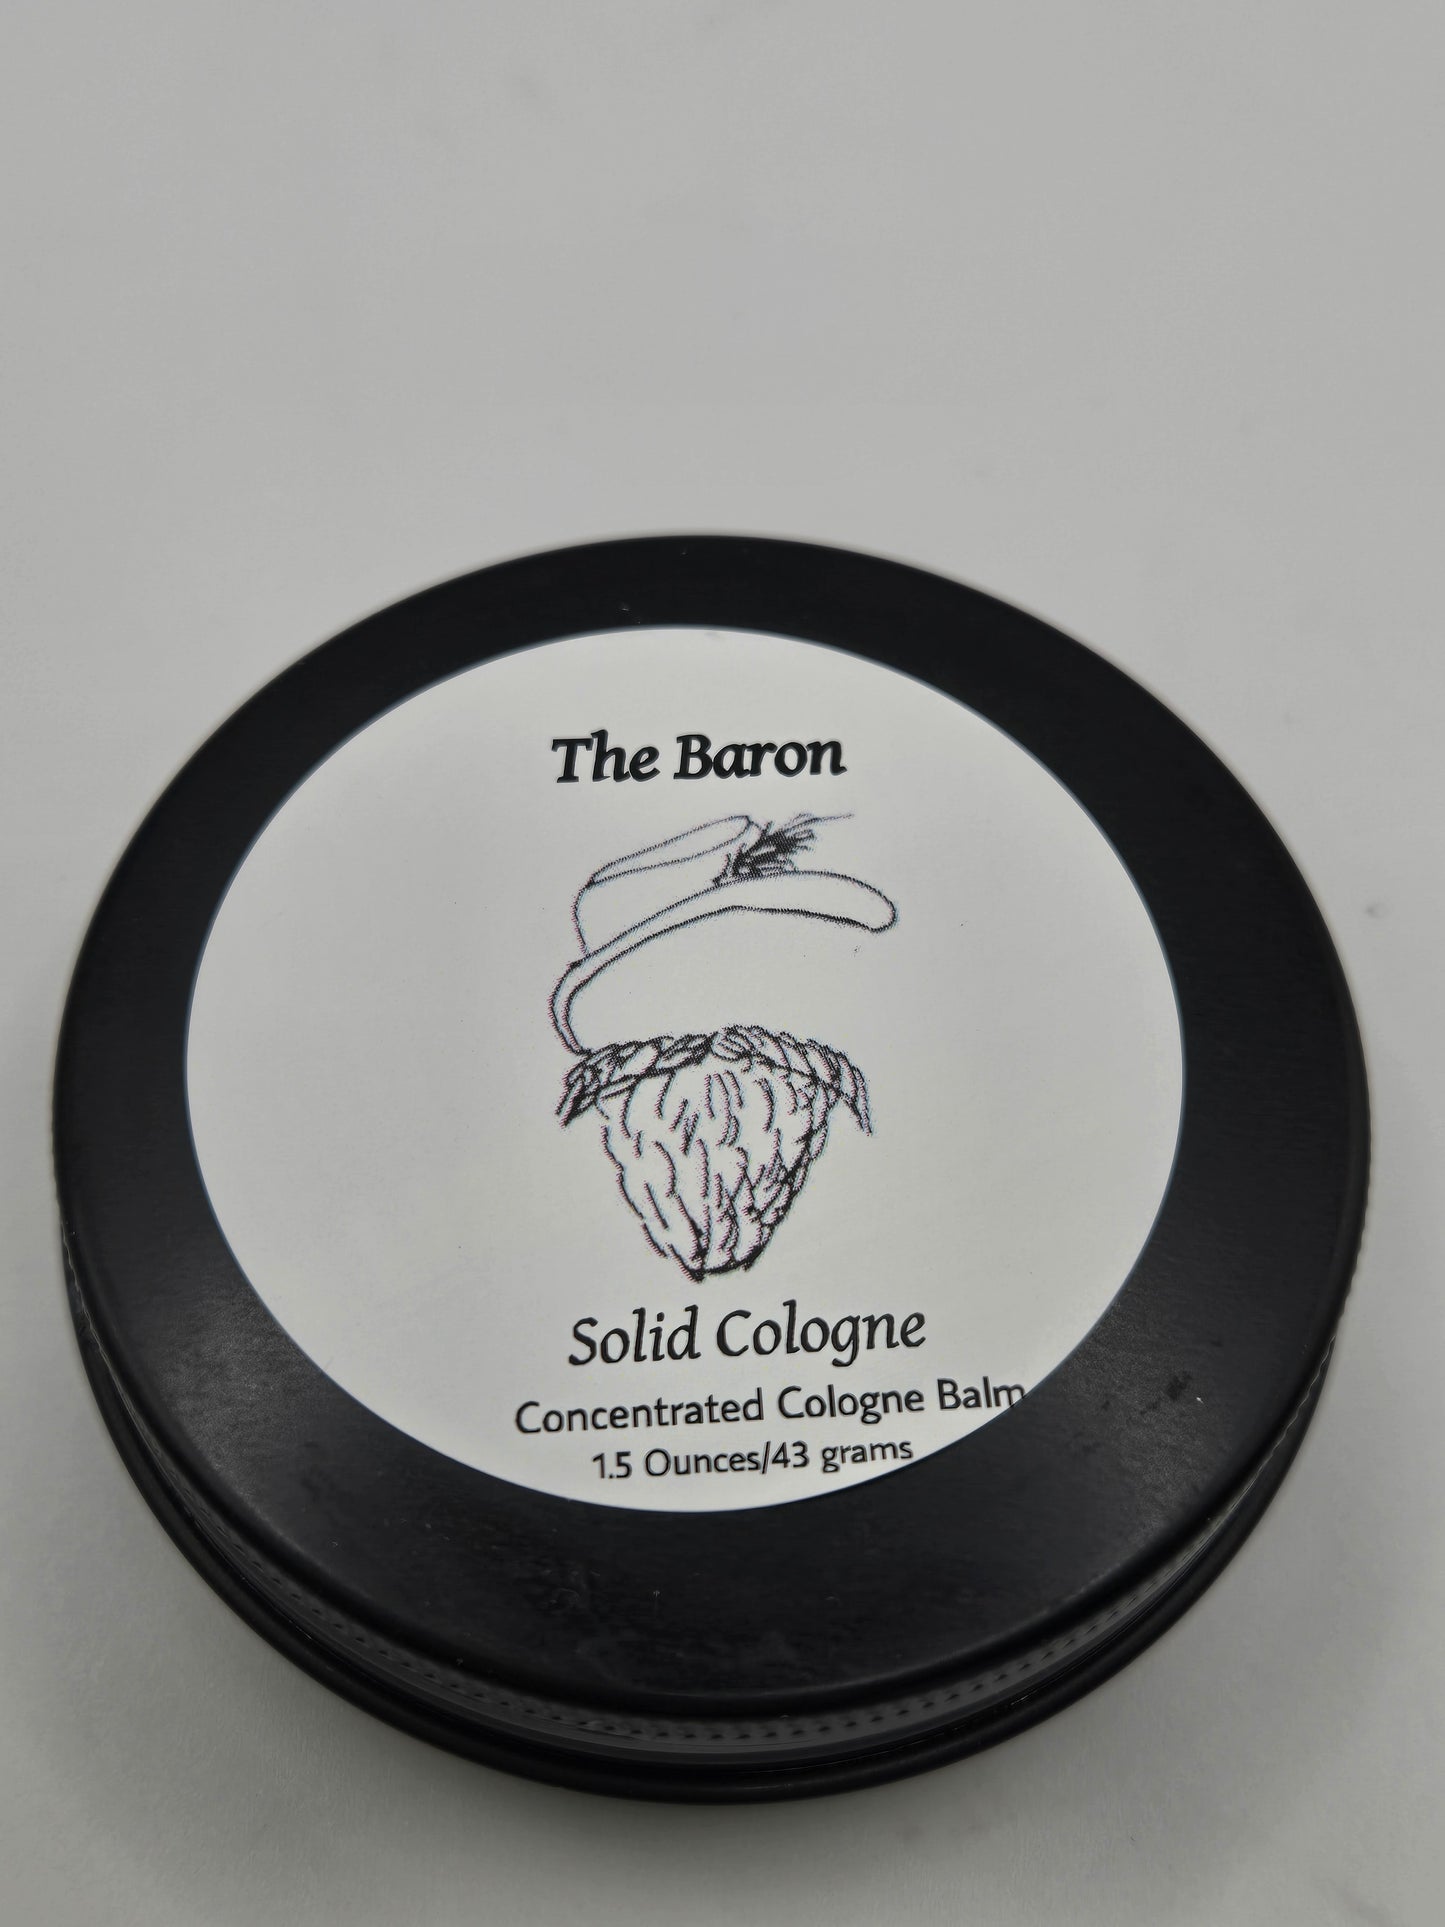 The Baron
Solid Cologne
Concentrated Cologne Balm
1.5 Ounces/43 grams